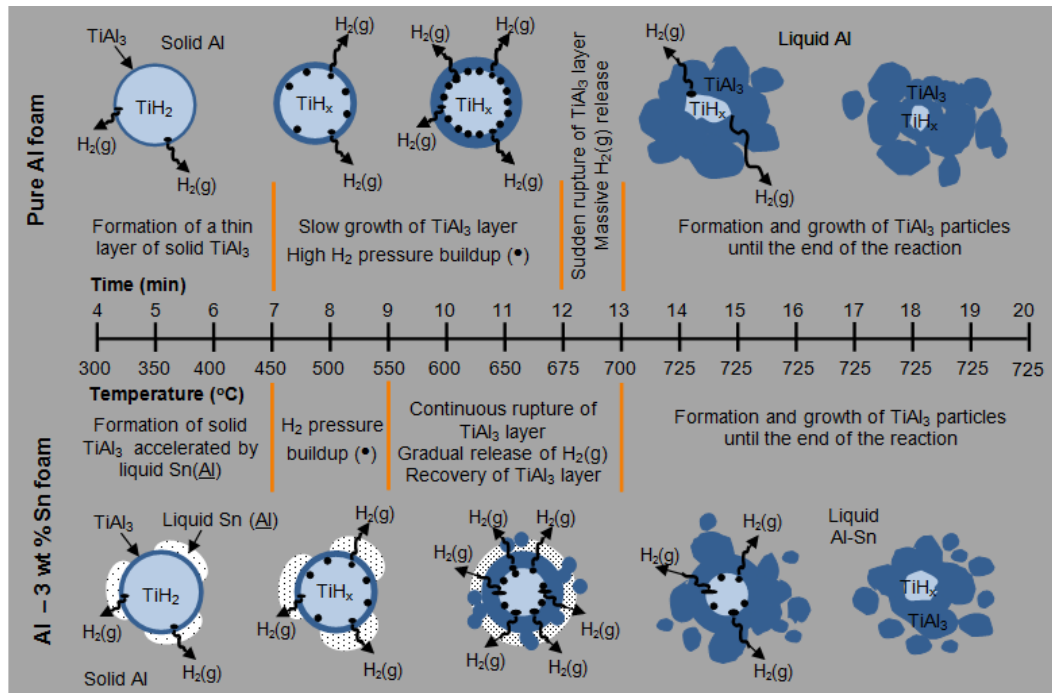 Pure Al foam
TiAl₃
Solid Al
TiH₂
H₂(g)
H₂(g)
H₂(g)
TiHₓ
H₂(g)
H₂(g)
H₂(g)
TiHₓ
H₂(g)
H₂(g)
Sudden rupture of TiAl₃ layer
Massive H₂(g) release
H₂(g)
Liquid Al
TiAl₃
TiHₓ
H₂(g)
TiAl₃
TiHₓ
Formation of a thin
layer of solid TiAl₃
Slow growth of TiAl₃ layer
High H₂ pressure buildup (•)
Formation and growth of TiAl₃ particles
until the end of the reaction
Time (min)
4 5 6 7 8 9 10 11 12 13 14 15 16 17 18 19 20
300 350 400 450 500 550 600 650 675 700 725 725 725 725 725 725 725
Temperature (ºC)
Al – 3 wt % Sn foam
Formation of solid
TiAl₃ accelerated by
liquid Sn(Al)
H₂ pressure
buildup (•)
Continuous rupture of
TiAl₃ layer
Gradual release of H₂(g)
Recovery of TiAl₃ layer
Formation and growth of TiAl₃ particles
until the end of the reaction
TiAl₃
Liquid Sn (Al)
TiH₂
H₂(g)
H₂(g)
Solid Al
H₂(g)
TiHₓ
H₂(g)
H₂(g)
H₂(g)
H₂(g)
H₂(g)
H₂(g)
H₂(g)
H₂(g)
H₂(g)
H₂(g)
TiHₓ
H₂(g)
Liquid
Al-Sn
TiHₓ
TiAl₃